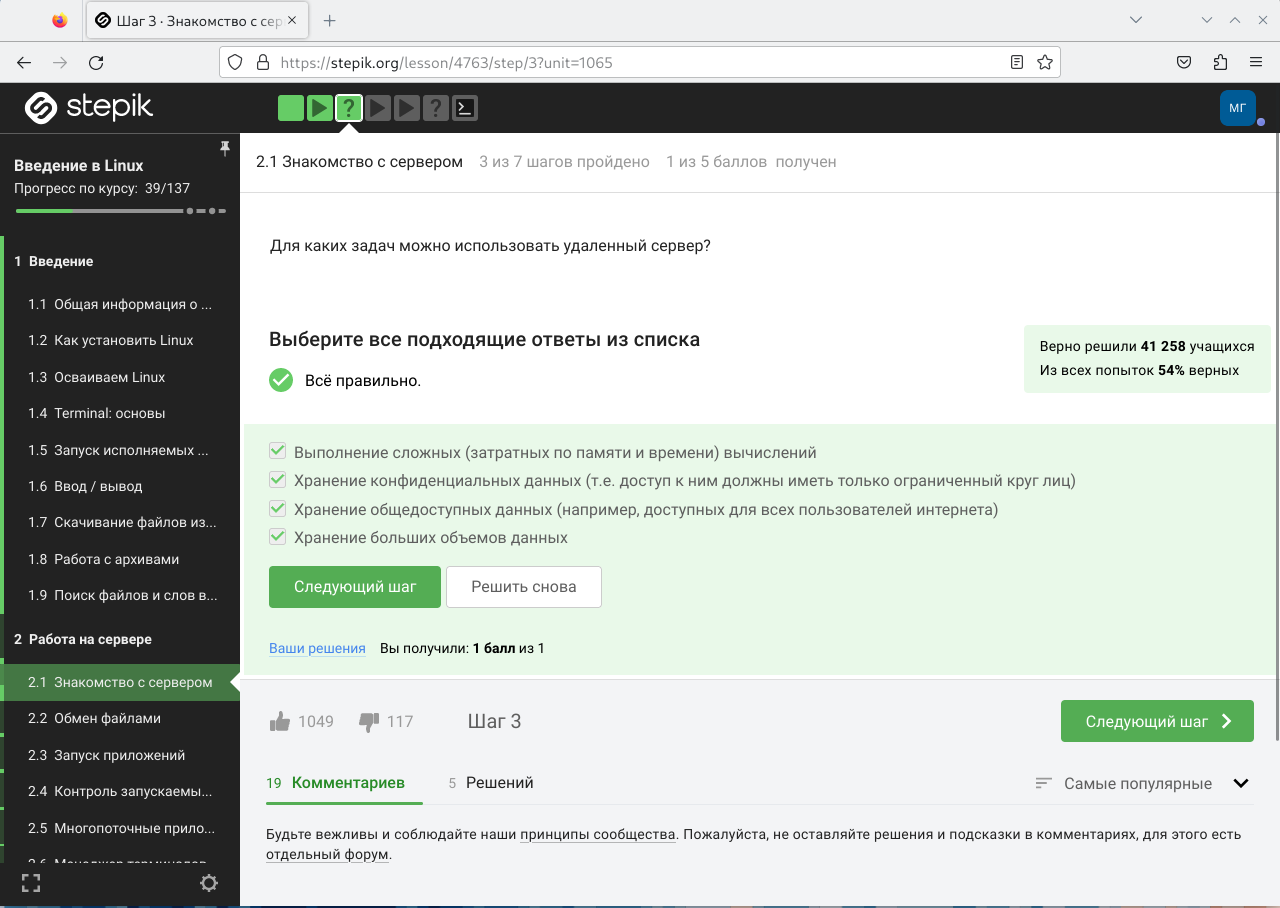 Шаг 3 · Знакомство с сер
https://stepik.org/lesson/4763/step/3?unit=1065
stepik
?
?
МГ
Введение в Linux
Прогресс по курсу: 39/137
1 Введение
1.1 Общая информация о ...
1.2 Как установить Linux
1.3 Осваиваем Linux
1.4 Terminal: основы
1.5 Запуск исполняемых ...
1.6 Ввод / вывод
1.7 Скачивание файлов из...
1.8 Работа с архивами
1.9 Поиск файлов и слов в...
2 Работа на сервере
2.1 Знакомство с сервером
2.2 Обмен файлами
2.3 Запуск приложений
2.4 Контроль запускаемы...
2.5 Многопоточные прило...
2.6 Менеджер терминалов
2.1 Знакомство с сервером 3 из 7 шагов пройдено 1 из 5 баллов получен
Для каких задач можно использовать удаленный сервер?
Выберите все подходящие ответы из списка
Всё правильно.
Верно решили 41 258 учащихся
Из всех попыток 54% верных
Выполнение сложных (затратных по памяти и времени) вычислений
Хранение конфиденциальных данных (т.е. доступ к ним должны иметь только ограниченный круг лиц)
Хранение общедоступных данных (например, доступных для всех пользователей интернета)
Хранение больших объемов данных
Следующий шаг Решить снова
Ваши решения Вы получили: 1 балл из 1
1049 117 Шаг 3 Следующий шаг
19 Комментариев 5 Решений Самые популярные
Будьте вежливы и соблюдайте наши принципы сообщества. Пожалуйста, не оставляйте решения и подсказки в комментариях, для этого есть
отдельный форум.